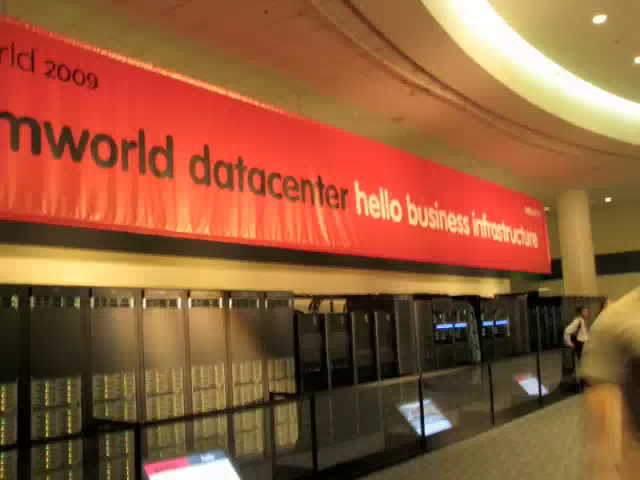 rld 2009
mworld datacenter hello business infrastructure